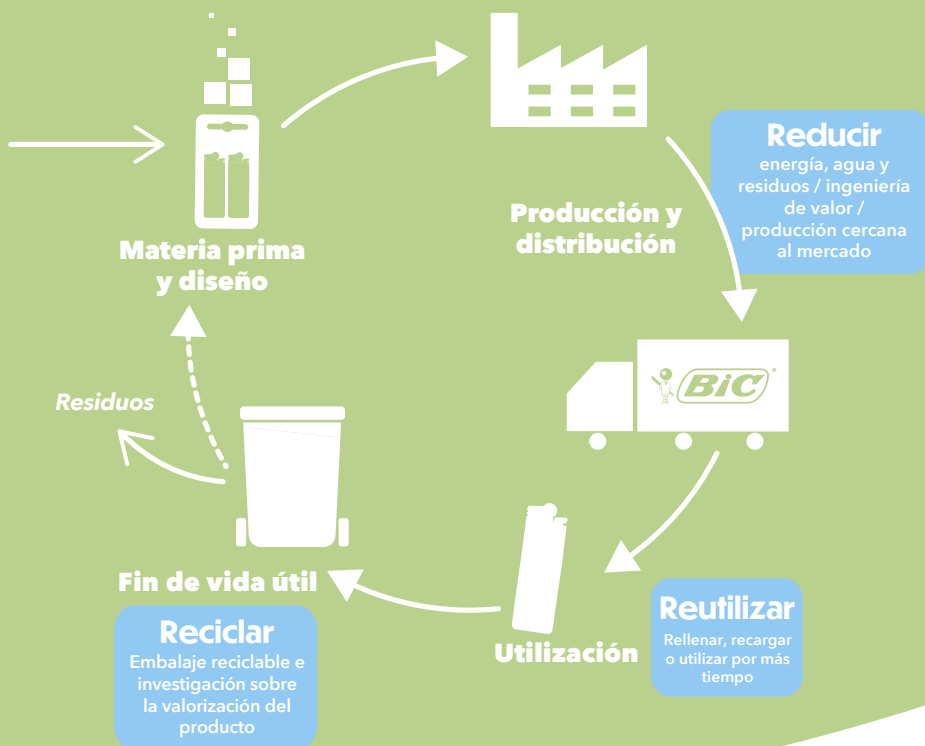 Materia prima
y diseño
Producción y
distribución
Reducir
energía, agua y
residuos / ingeniería
de valor /
producción cercana
al mercado
BiC
Utilización
Reutilizar
Rellenar, recargar
o utilizar por más
tiempo
Fin de vida útil
Reciclar
Embalaje reciclable e
investigación sobre
la valorización del
producto
Residuos